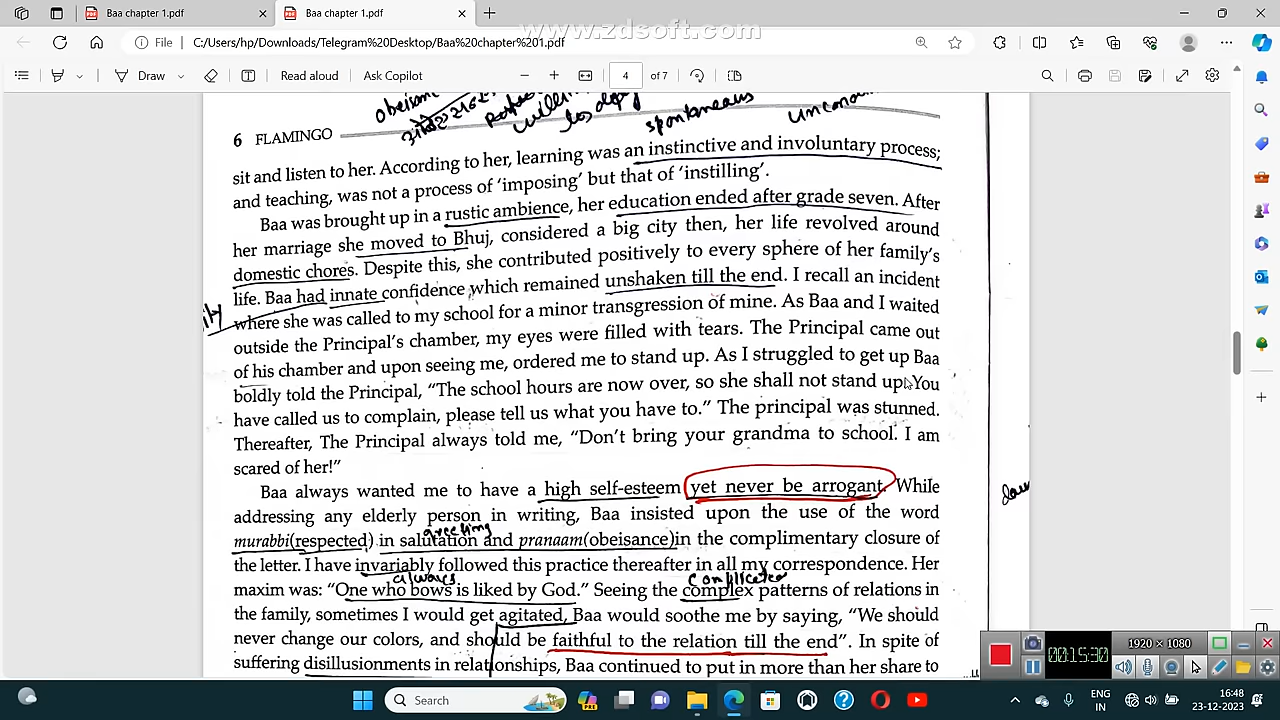 www.zdsoft.com
Baa chapter 1.pdf
Baa chapter 1.pdf
File
C:/Users/hp/Downloads/Telegram%20Desktop/Baa%20chapter%201.pdf
Draw
Read aloud
Ask Copilot
4 of 7
spontaneous
6 FLAMINGO
sit and listen to her. According to her, learning was an instinctive and involuntary process;
and teaching, was not a process of ‘imposing’ but that of ‘instilling’.
Baa was brought up in a rustic ambience, her education ended after grade seven. After
her marriage she moved to Bhuj, considered a big city then, her life revolved around
domestic chores. Despite this, she contributed positively to every sphere of her family’s
life. Baa had innate confidence which remained unshaken till the end. I recall an incident
where she was called to my school for a minor transgression of mine. As Baa and I waited
outside the Principal’s chamber, my eyes were filled with tears. The Principal came out
of his chamber and upon seeing me, ordered me to stand up. As I struggled to get up Baa
boldly told the Principal, “The school hours are now over, so she shall not stand up. You
have called us to complain, please tell us what you have to.” The principal was stunned.
Thereafter, The Principal always told me, “Don’t bring your grandma to school. I am
scared of her!”
Baa always wanted me to have a high self-esteem yet never be arrogant. While
addressing any elderly person in writing, Baa insisted upon the use of the word
greeting
murabbi(respected) in salutation and pranaam(obeisance)in the complimentary closure of
the letter. I have invariably followed this practice thereafter in all my correspondence. Her
always
complicated
maxim was: “One who bows is liked by God.” Seeing the complex patterns of relations in
the family, sometimes I would get agitated, Baa would soothe me by saying, “We should
never change our colors, and should be faithful to the relation till the end”. In spite of
suffering disillusionments in relationships, Baa continued to put in more than her share to
1920 × 1080
00:15:30
Search
ENG
IN
16:48
23-12-2023